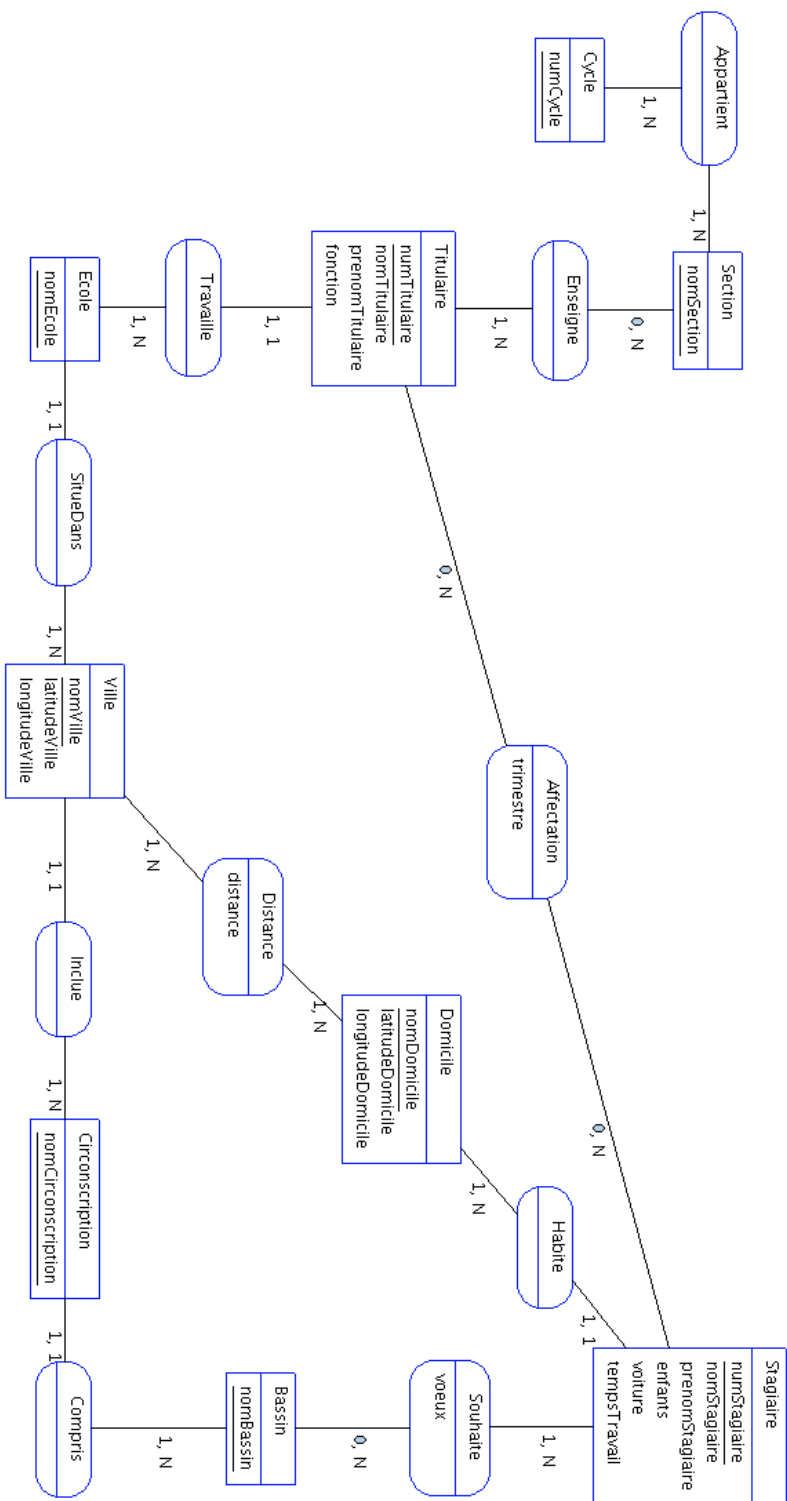 Appartient
1, N
Cycle
numCycle
1, N
Section
nomSection
0, N
Enseigne
1, N
Titulaire
numTitulaire
nomTitulaire
prenomTitulaire
fonction
1, 1
Travaille
1, N
Ecole
nomEcole
1, 1
SitueDans
1, N
Ville
nomVille
latitudeVille
longitudeVille
0, N
Affectation
trimestre
0, N
1, N
Distance
distance
1, N
Domicile
nomDomicile
latitudeDomicile
longitudeDomicile
1, N
Habite
1, 1
Stagiaire
numStagiaire
nomStagiaire
prenomStagiaire
enfants
voiture
tempsTravail
1, N
Souhaite
voeux
0, N
Bassin
nomBassin
1, N
Compris
1, 1
Circonscription
nomCirconscription
1, N
Inclue
1, 1